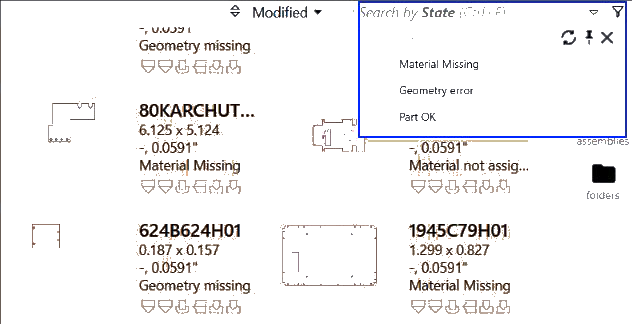 Modified
Search by State (Ctrl+F)
Material Missing
Geometry error
Part OK
-, 0.0591"
Geometry missing
80KARCHUT...
6.125 x 5.124
-, 0.0591"
Material Missing
-, 0.0591"
Material not assig...
assemblies
folders
624B624H01
0.187 x 0.157
-, 0.0591"
Geometry missing
1945C79H01
1.299 x 0.827
-, 0.0591"
Material Missing